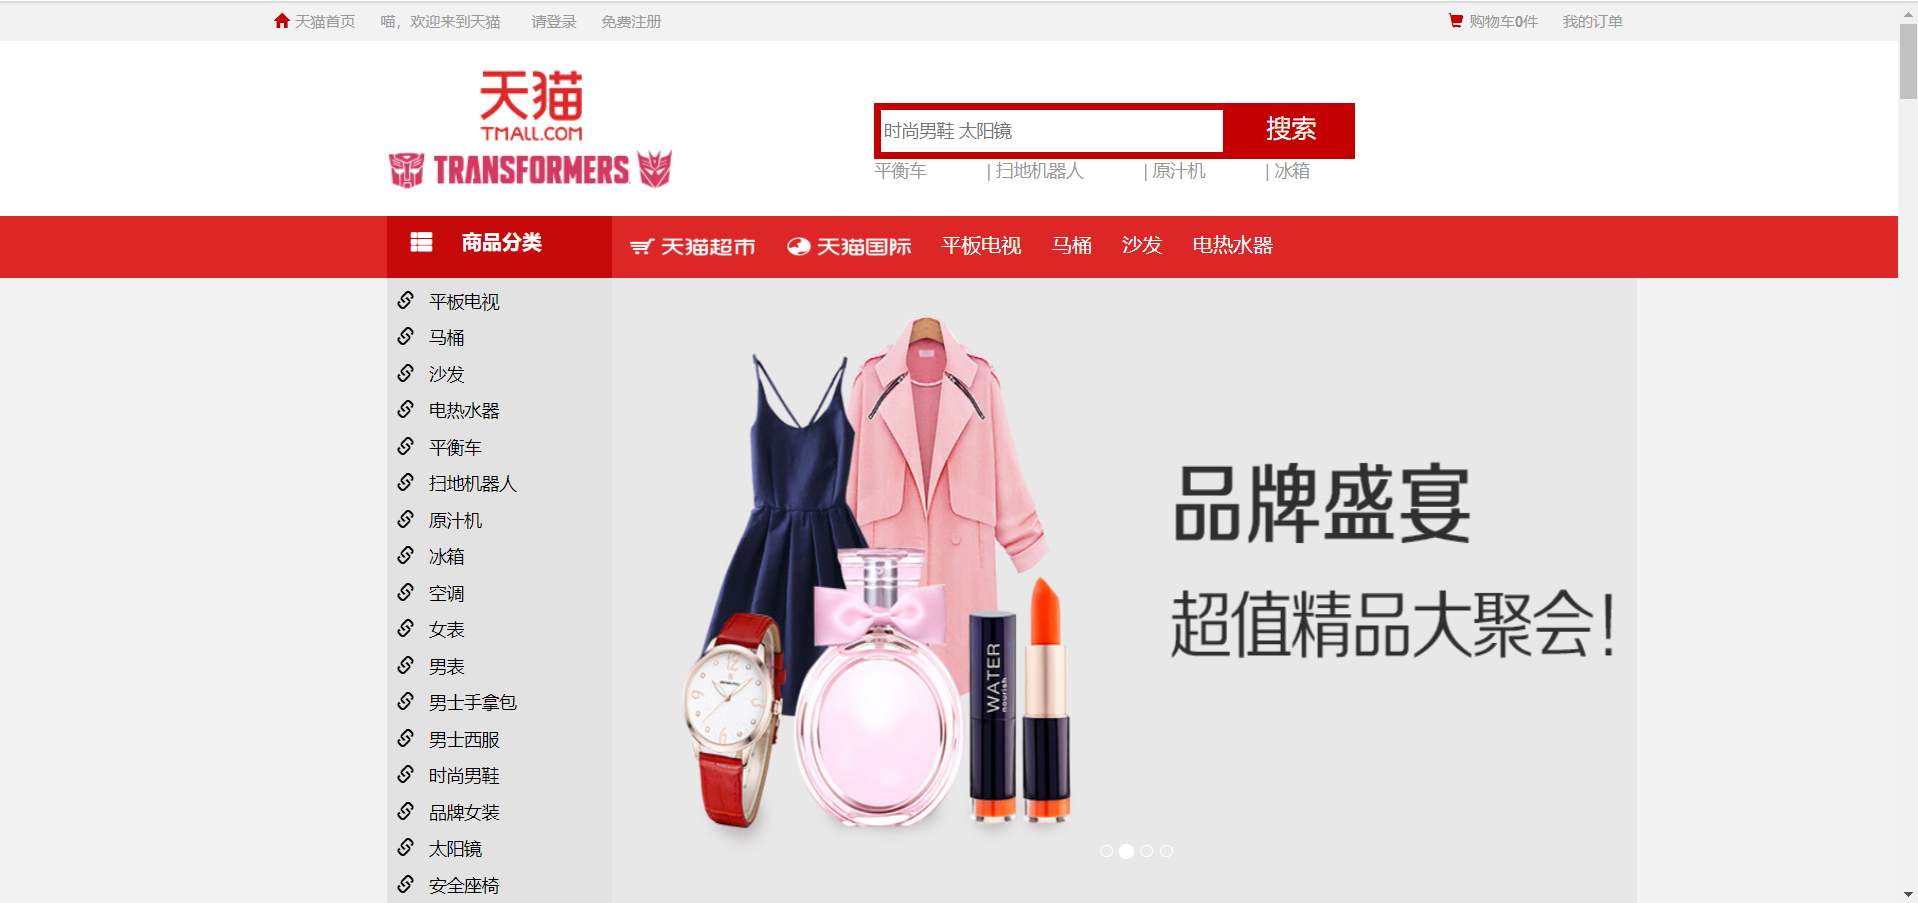 天猫首页 喵，欢迎来到天猫 请登录 免费注册 购物车0件 我的订单
天猫
TMALL.COM
TRANSFORMERS
时尚男鞋 太阳镜 搜索
平衡车 | 扫地机器人 | 原汁机 | 冰箱
商品分类 天猫超市 天猫国际 平板电视 马桶 沙发 电热水器
平板电视
马桶
沙发
电热水器
平衡车
扫地机器人
原汁机
冰箱
空调
女表
男表
男士手拿包
男士西服
时尚男鞋
品牌女装
太阳镜
安全座椅
品牌盛宴
超值精品大聚会!
WATER
nourish